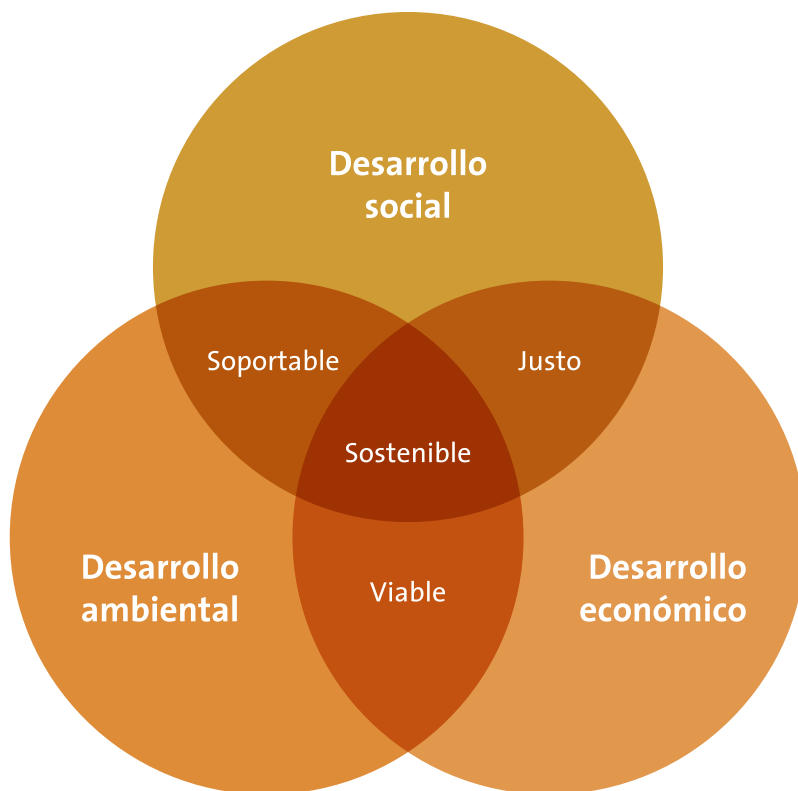 Desarrollo
social
Soportable
Justo
Sostenible
Desarrollo
ambiental
Viable
Desarrollo
económico